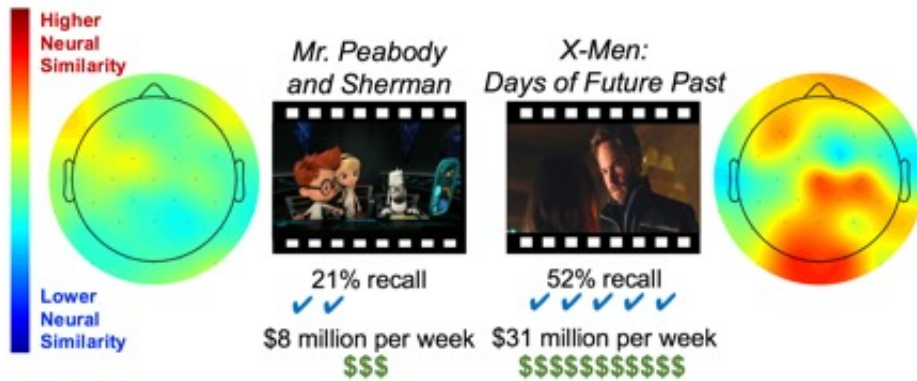 Higher
Neural
Similarity
Lower
Neural
Similarity
Mr. Peabody
and Sherman
21% recall
$8 million per week
$$$
X-Men:
Days of Future Past
52% recall
$31 million per week
$$$$$$$$$$$